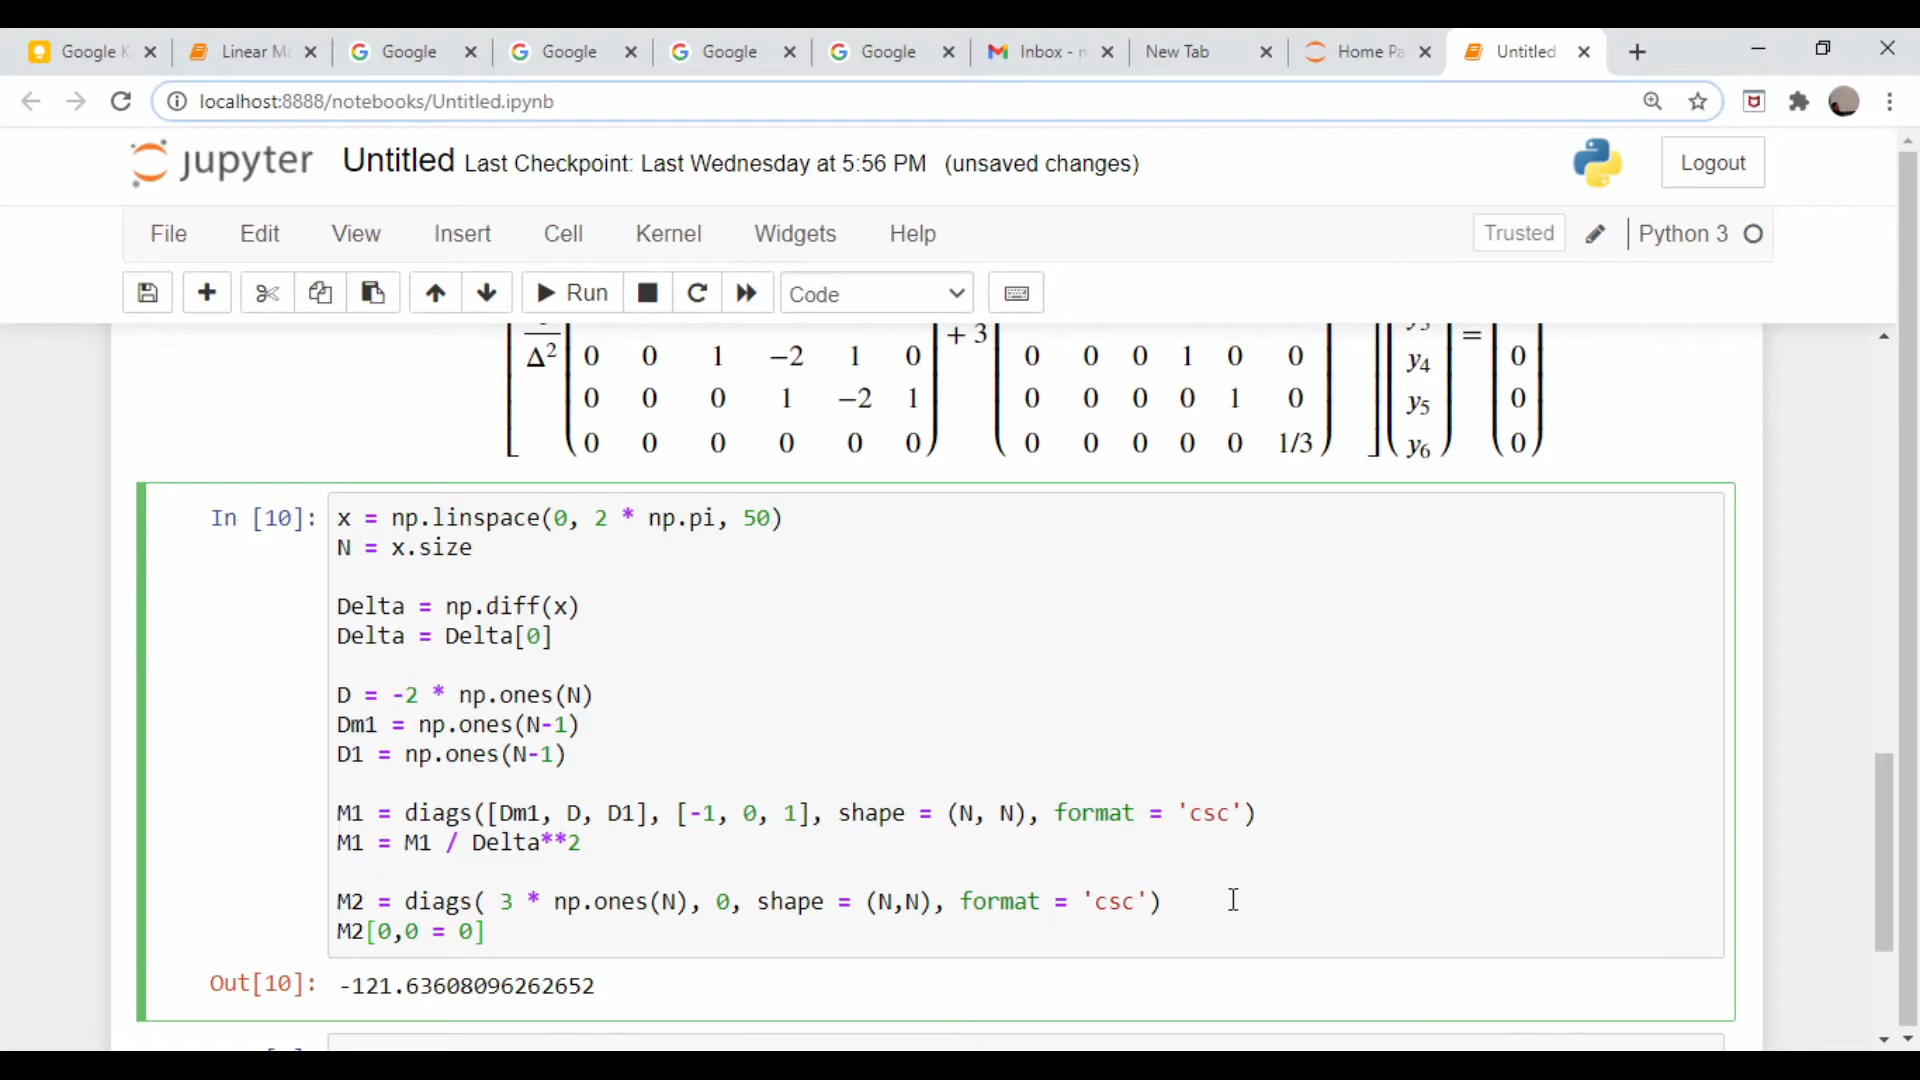 Google K
Linear Ma
Google
Google
Google
Google
Inbox - n
New Tab
Home Pa
Untitled
localhost:8888/notebooks/Untitled.ipynb
jupyter Untitled Last Checkpoint: Last Wednesday at 5:56 PM (unsaved changes)
Logout
File Edit View Insert Cell Kernel Widgets Help
Trusted Python 3
Run Code
Δ² 0 0 1 −2 1 0 + 3 0 0 0 1 0 0 y4 = 0
0 0 0 1 −2 1 0 0 0 0 1 0 y5 0
0 0 0 0 0 0 0 0 0 0 0 1/3 y6 0
In [10]: x = np.linspace(0, 2 * np.pi, 50)
N = x.size
Delta = np.diff(x)
Delta = Delta[0]
D = -2 * np.ones(N)
Dm1 = np.ones(N-1)
D1 = np.ones(N-1)
M1 = diags([Dm1, D, D1], [-1, 0, 1], shape = (N, N), format = 'csc')
M1 = M1 / Delta**2
M2 = diags( 3 * np.ones(N), 0, shape = (N,N), format = 'csc')
M2[0,0 = 0]
Out[10]: -121.63608096262652